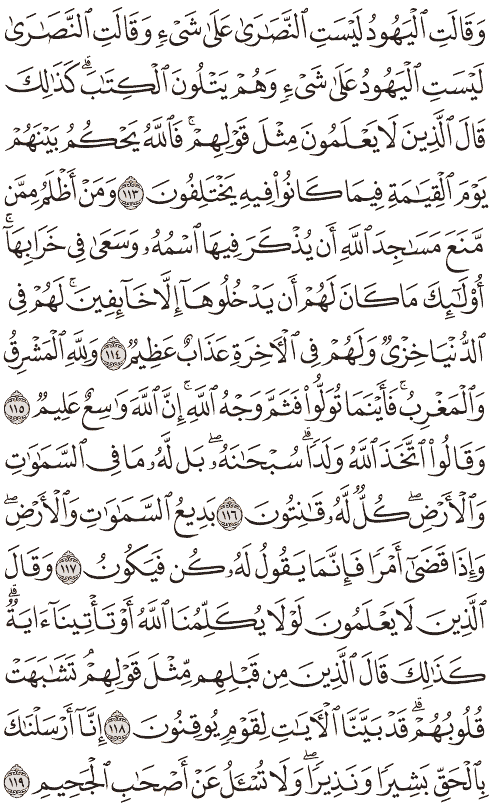 وَقَالَتِ ٱلْيَهُودُ لَيْسَتِ ٱلنَّصَـٰرَىٰ عَلَىٰ شَىْءٍ وَقَالَتِ ٱلنَّصَـٰرَىٰ
لَيْسَتِ ٱلْيَهُودُ عَلَىٰ شَىْءٍ وَهُمْ يَتْلُونَ ٱلْكِتَـٰبَ ۗ كَذَٰلِكَ
قَالَ ٱلَّذِينَ لَا يَعْلَمُونَ مِثْلَ قَوْلِهِمْ ۚ فَٱللَّهُ يَحْكُمُ بَيْنَهُمْ
يَوْمَ ٱلْقِيَـٰمَةِ فِيمَا كَانُوا۟ فِيهِ يَخْتَلِفُونَ ١١٣ وَمَنْ أَظْلَمُ مِمَّن
مَّنَعَ مَسَـٰجِدَ ٱللَّهِ أَن يُذْكَرَ فِيهَا ٱسْمُهُۥ وَسَعَىٰ فِى خَرَابِهَآ ۚ
أُو۟لَـٰٓئِكَ مَا كَانَ لَهُمْ أَن يَدْخُلُوهَآ إِلَّا خَآئِفِينَ ۚ لَهُمْ فِى
ٱلدُّنْيَا خِزْىٌ وَلَهُمْ فِى ٱلْـَٔاخِرَةِ عَذَابٌ عَظِيمٌ ١١٤ وَلِلَّهِ ٱلْمَشْرِقُ
وَٱلْمَغْرِبُ ۚ فَأَيْنَمَا تُوَلُّوا۟ فَثَمَّ وَجْهُ ٱللَّهِ ۚ إِنَّ ٱللَّهَ وَٰسِعٌ عَلِيمٌ ١١٥
وَقَالُوا۟ ٱتَّخَذَ ٱللَّهُ وَلَدًا ۗ سُبْحَـٰنَهُۥ ۖ بَل لَّهُۥ مَا فِى ٱلسَّمَـٰوَٰتِ
وَٱلْأَرْضِ ۖ كُلٌّ لَّهُۥ قَـٰنِتُونَ ١١٦ بَدِيعُ ٱلسَّمَـٰوَٰتِ وَٱلْأَرْضِ ۖ
وَإِذَا قَضَىٰٓ أَمْرًا فَإِنَّمَا يَقُولُ لَهُۥ كُن فَيَكُونُ ١١٧ وَقَالَ
ٱلَّذِينَ لَا يَعْلَمُونَ لَوْلَا يُكَلِّمُنَا ٱللَّهُ أَوْ تَأْتِينَآ ءَايَةٌ ۗ
كَذَٰلِكَ قَالَ ٱلَّذِينَ مِن قَبْلِهِم مِّثْلَ قَوْلِهِمْ ۘ تَشَـٰبَهَتْ
قُلُوبُهُمْ ۗ قَدْ بَيَّنَّا ٱلْـَٔايَـٰتِ لِقَوْمٍ يُوقِنُونَ ١١٨ إِنَّآ أَرْسَلْنَـٰكَ
بِٱلْحَقِّ بَشِيرًا وَنَذِيرًا ۖ وَلَا تُسْـَٔلُ عَنْ أَصْحَـٰبِ ٱلْجَحِيمِ ١١٩